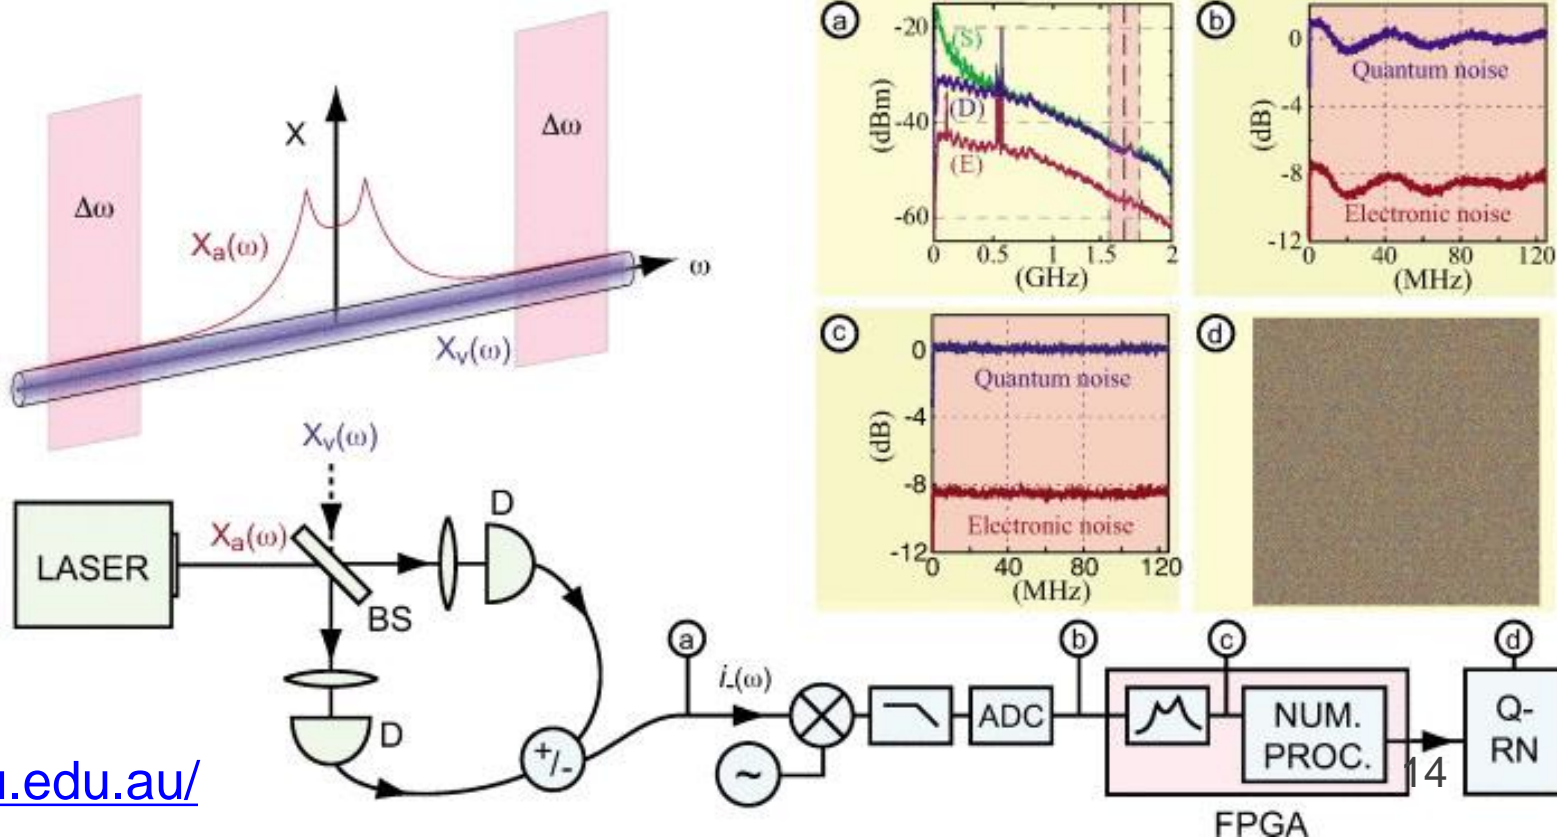 Δω
X
Δω
Xₐ(ω)
ω
Xᵥ(ω)
a
-20
(S)
(dBm)
-40
(D)
(E)
-60
0 0.5 1 1.5 2
(GHz)
b
0
Quantum noise
(dB)
-4
-8
Electronic noise
-12
0 40 80 120
(MHz)
c
0
Quantum noise
(dB)
-4
-8
Electronic noise
-12
0 40 80 120
(MHz)
d
Xᵥ(ω)
LASER
Xₐ(ω)
D
BS
D
+/-
a
i_(ω)
~
ADC
b
c
NUM.
PROC.
d
Q-
RN
14
FPGA
u.edu.au/